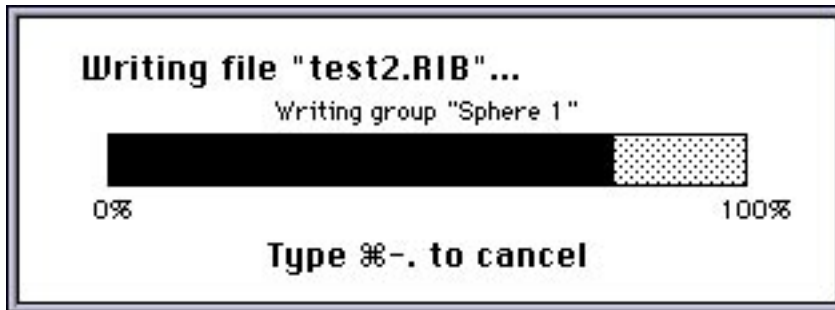 Writing file "test2.RIB"...
Writing group "Sphere 1"
0% 100%
Type ⌘-. to cancel